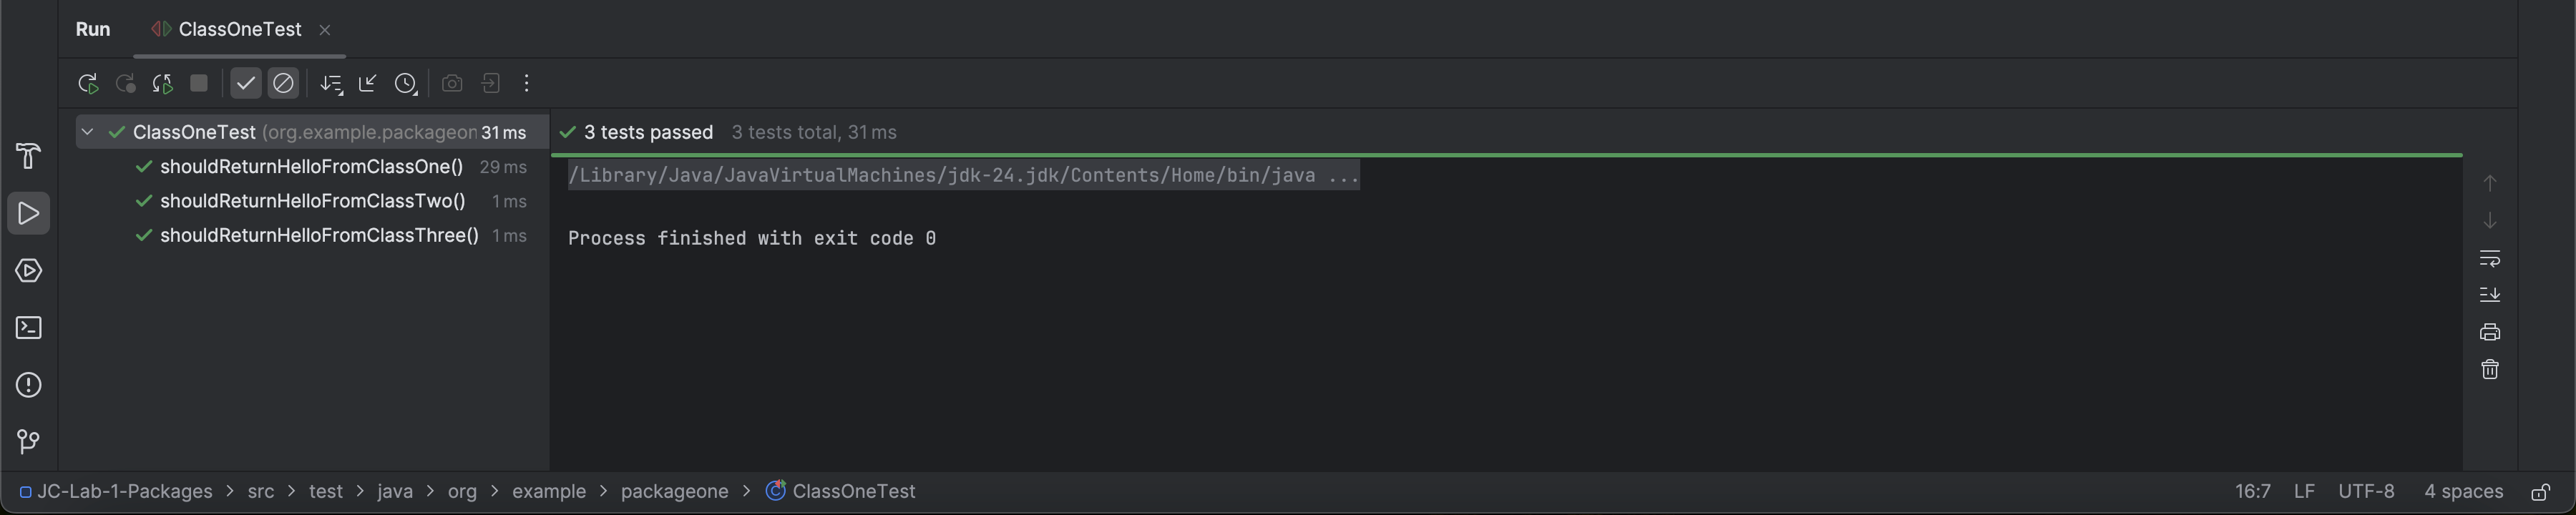 Run ClassOneTest
ClassOneTest (org.example.packageon 31 ms
shouldReturnHelloFromClassOne() 29 ms
shouldReturnHelloFromClassTwo() 1 ms
shouldReturnHelloFromClassThree() 1 ms
3 tests passed 3 tests total, 31 ms
/Library/Java/JavaVirtualMachines/jdk-24.jdk/Contents/Home/bin/java ...
Process finished with exit code 0
JC-Lab-1-Packages > src > test > java > org > example > packageone > ClassOneTest 16:7 LF UTF-8 4 spaces